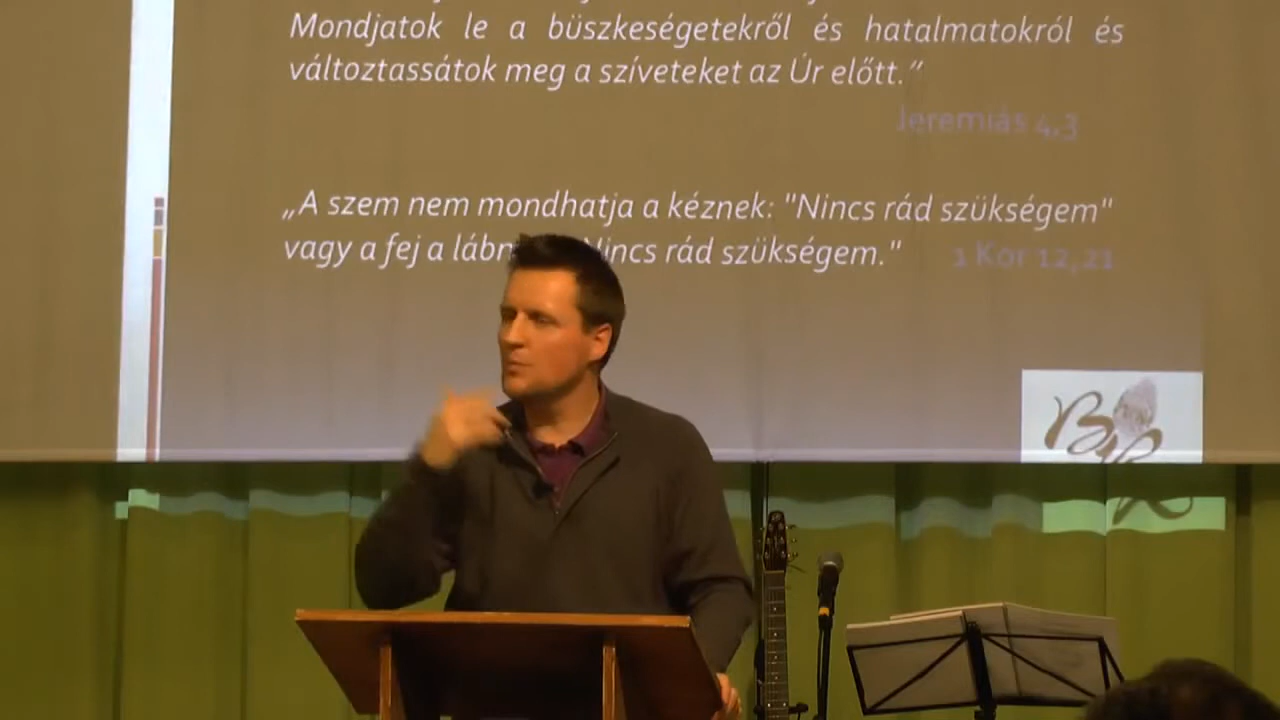 Mondjatok le a büszkeségetekről és hatalmatokról és
változtassátok meg a szíveteket az Úr előtt.”
Jeremiás 4,3
„A szem nem mondhatja a kéznek: "Nincs rád szükségem"
vagy a fej a lábn Nincs rád szükségem." 1 Kor 12,21